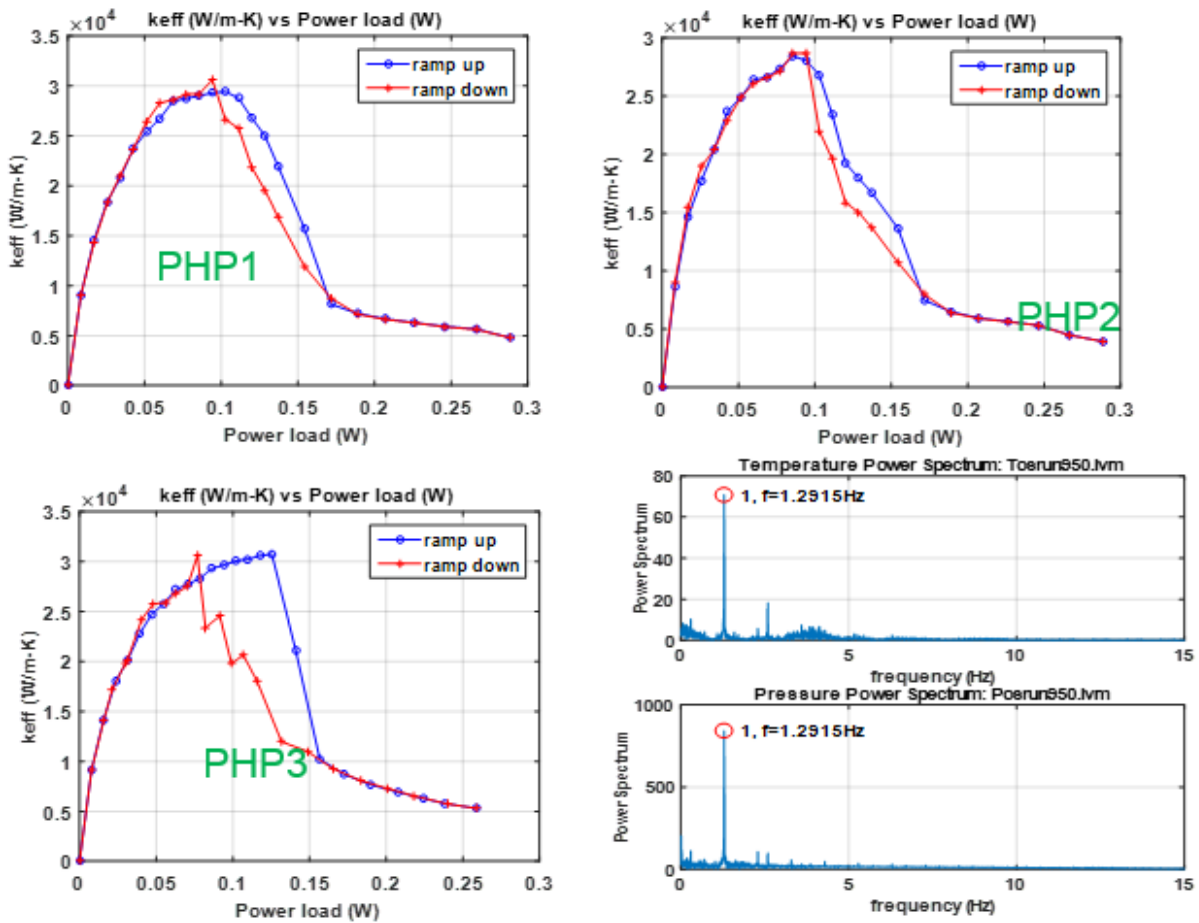 keff (W/m-K) vs Power load (W)
×10⁴
3.5
3
2.5
2
1.5
1
0.5
0
keff (W/m-K)
ramp up
ramp down
PHP1
0 0.05 0.1 0.15 0.2 0.25 0.3
Power load (W)
keff (W/m-K) vs Power load (W)
×10⁴
3
2.5
2
1.5
1
0.5
0
keff (W/m-K)
ramp up
ramp down
PHP2
0 0.05 0.1 0.15 0.2 0.25 0.3
Power load (W)
keff (W/m-K) vs Power load (W)
×10⁴
3.5
3
2.5
2
1.5
1
0.5
0
keff (W/m-K)
ramp up
ramp down
PHP3
0 0.05 0.1 0.15 0.2 0.25 0.3
Power load (W)
Temperature Power Spectrum: Tosrun950.lvm
80
60
40
20
0
Power Spectrum
1, f=1.2915Hz
0 5 10 15
frequency (Hz)
Pressure Power Spectrum: Posrun950.lvm
1000
500
0
Power Spectrum
1, f=1.2915Hz
0 5 10 15
frequency (Hz)